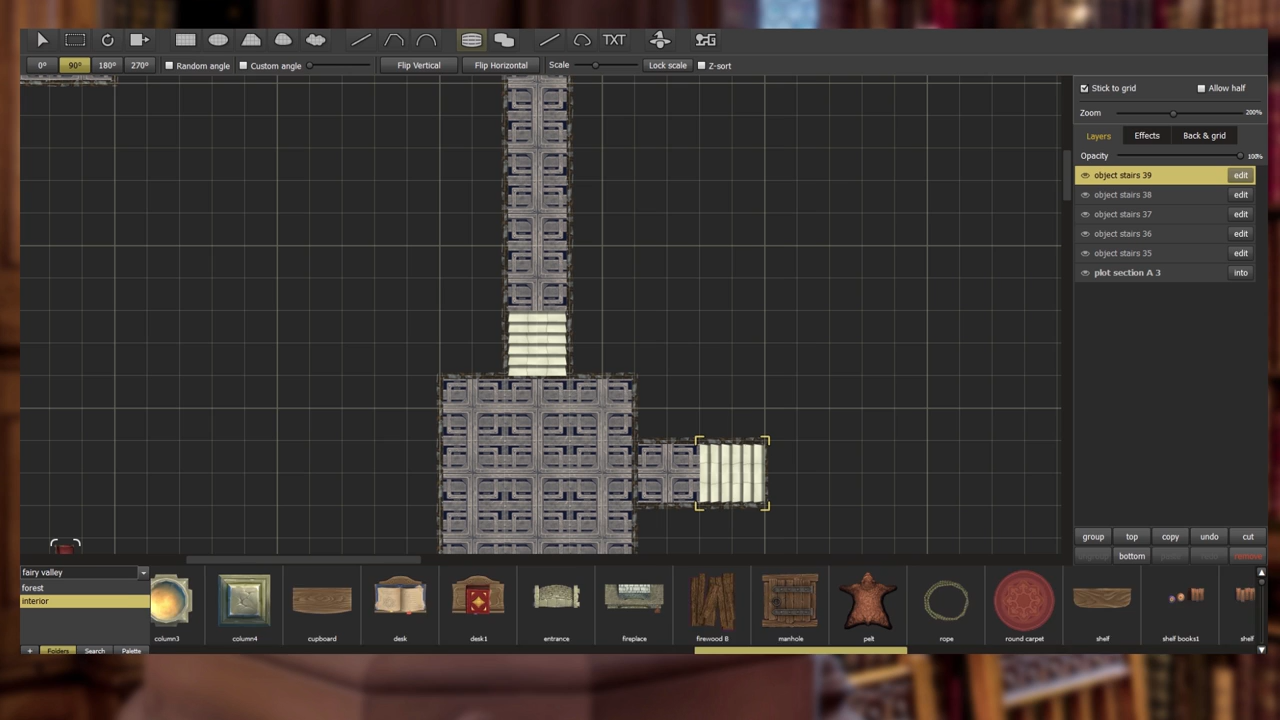 TXT
0° 90° 180° 270° Random angle Custom angle Flip Vertical Flip Horizontal Scale Lock scale Z-sort
Stick to grid Allow half
Zoom 200%
Layers Effects Back & grid
Opacity 100%
object stairs 39 edit
object stairs 38 edit
object stairs 37 edit
object stairs 36 edit
object stairs 35 edit
plot section A 3 into
group top copy undo cut
bottom remove
fairy valley
forest
interior
column3 column4 cupboard desk desk1 entrance fireplace firewood B manhole pelt rope round carpet shelf shelf books1 shelf
+ Folders Search Palette